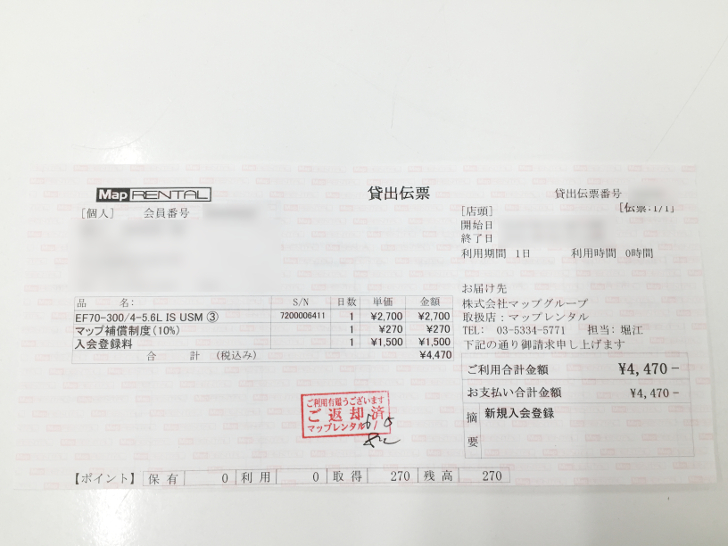 Map RENTAL
貸出伝票
貸出伝票番号
[伝票:1/1]
[個人] 会員番号
[店頭]
開始日
終了日
利用期間 1日 利用時間 0時間
お届け先
株式会社マップグループ
取扱店:マップレンタル
TEL: 03-5334-5771 担当:堀江
下記の通り御請求申し上げます
品 名: S/N 日数 単価 金額
EF70-300/4-5.6L IS USM ③ 7200006411 1 ¥2,700 ¥2,700
マップ補償制度(10%) 1 ¥270 ¥270
入会登録料 1 ¥1,500 ¥1,500
合 計 (税込み) ¥4,470
ご利用合計金額 ¥4,470-
お支払い合計金額 ¥4,470-
摘要 新規入会登録
ご利用有難うございます
ご返却済
マップレンタル
【ポイント】 保有 0 利用 0 取得 270 残高 270